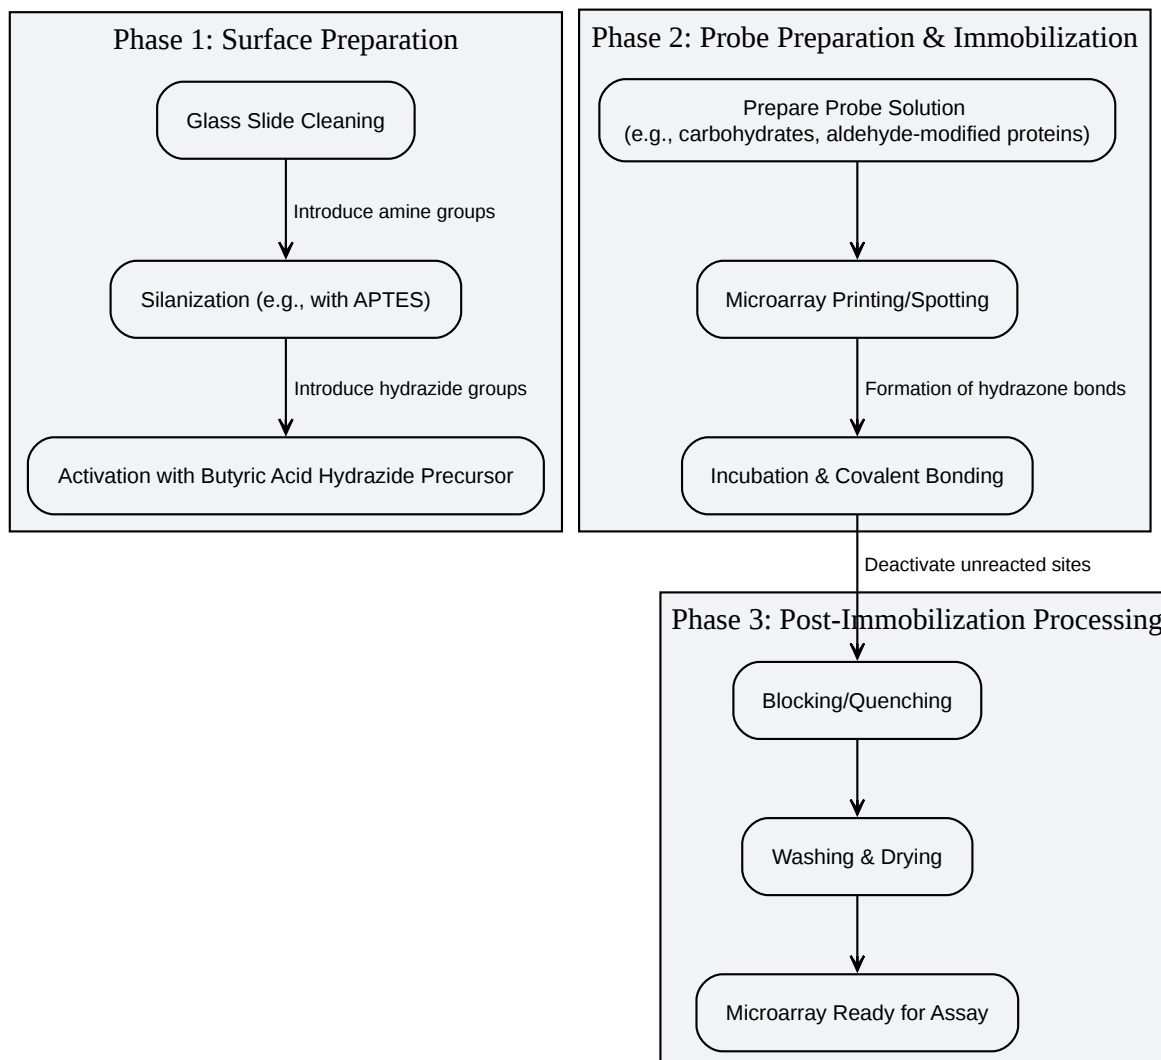 Phase 1: Surface Preparation
Glass Slide Cleaning
Introduce amine groups
Silanization (e.g., with APTES)
Introduce hydrazide groups
Activation with Butyric Acid Hydrazide Precursor
Phase 2: Probe Preparation & Immobilization
Prepare Probe Solution
(e.g., carbohydrates, aldehyde-modified proteins)
Microarray Printing/Spotting
Formation of hydrazone bonds
Incubation & Covalent Bonding
Deactivate unreacted sites
Phase 3: Post-Immobilization Processing
Blocking/Quenching
Washing & Drying
Microarray Ready for Assay